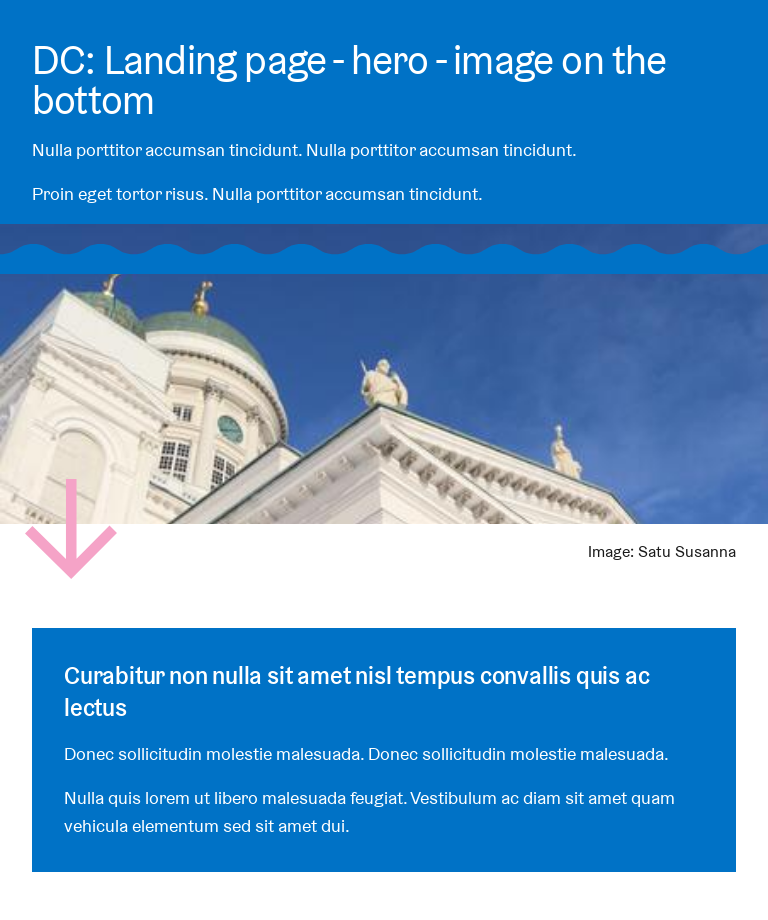 DC: Landing page - hero - image on the
bottom
Nulla porttitor accumsan tincidunt. Nulla porttitor accumsan tincidunt.
Proin eget tortor risus. Nulla porttitor accumsan tincidunt.
Image: Satu Susanna
Curabitur non nulla sit amet nisl tempus convallis quis ac
lectus
Donec sollicitudin molestie malesuada. Donec sollicitudin molestie malesuada.
Nulla quis lorem ut libero malesuada feugiat. Vestibulum ac diam sit amet quam
vehicula elementum sed sit amet dui.